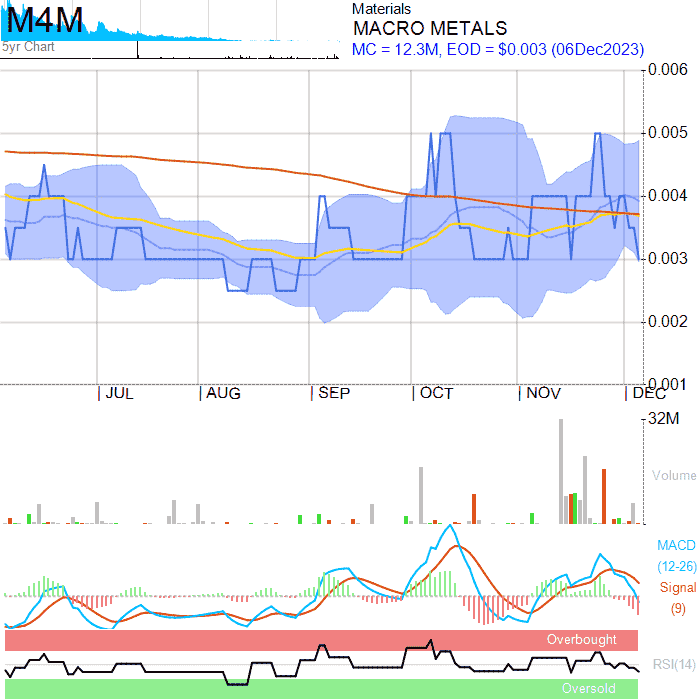 M4M
5yr Chart
Materials
MACRO METALS
MC = 12.3M, EOD = $0.003 (06Dec2023)
0.006
0.005
0.004
0.003
0.002
0.001
JUL AUG SEP OCT NOV DEC
32M
Volume
MACD
(12-26)
Signal
(9)
Overbought
RSI(14)
Oversold